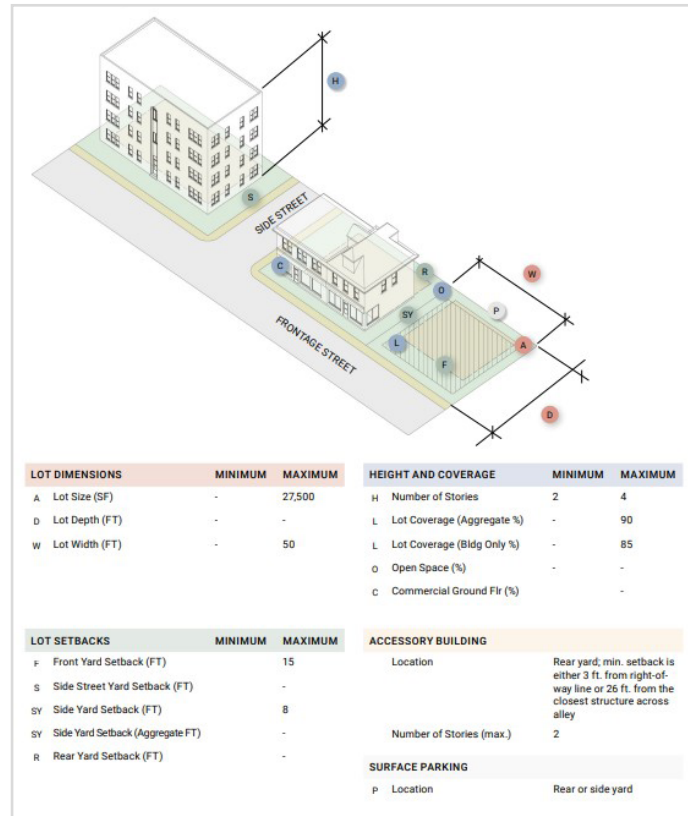 H
S
SIDE STREET
C
R
O
W
P
SY
L
F
A
FRONTAGE STREET
D
LOT DIMENSIONS MINIMUM MAXIMUM
A Lot Size (SF) - 27,500
D Lot Depth (FT) - -
W Lot Width (FT) - 50
HEIGHT AND COVERAGE MINIMUM MAXIMUM
H Number of Stories 2 4
L Lot Coverage (Aggregate %) - 90
L Lot Coverage (Bldg Only %) - 85
O Open Space (%) - -
C Commercial Ground Flr (%) -
LOT SETBACKS MINIMUM MAXIMUM
F Front Yard Setback (FT) 15
S Side Street Yard Setback (FT) -
SY Side Yard Setback (FT) 8
SY Side Yard Setback (Aggregate FT) -
R Rear Yard Setback (FT) -
ACCESSORY BUILDING
Location Rear yard; min. setback is
either 3 ft. from right-of-
way line or 26 ft. from the
closest structure across
alley
Number of Stories (max.) 2
SURFACE PARKING
P Location Rear or side yard